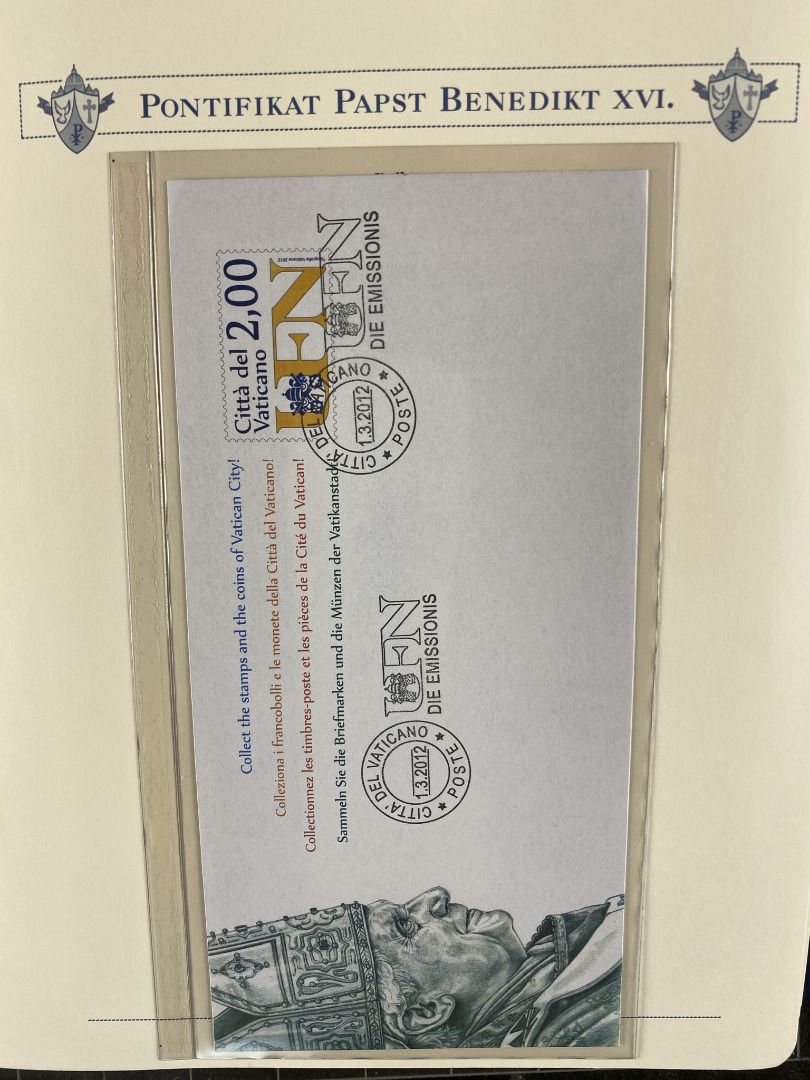 PONTIFIKAT PAPST BENEDIKT XVI.
Città del
Vaticano
2,00
UFN
Tipografia Vaticana 2012
CITTA' DEL VATICANO
1.3.2012
POSTE
UFN
DIE EMISSIONIS
Collect the stamps and the coins of Vatican City!
Colleziona i francobolli e le monete della Città del Vaticano!
Collectionnez les timbres-poste et les pièces de la Cité du Vatican!
Sammeln Sie die Briefmarken und die Münzen der Vatikanstadt!
CITTA' DEL VATICANO
1.3.2012
POSTE
UFN
DIE EMISSIONIS